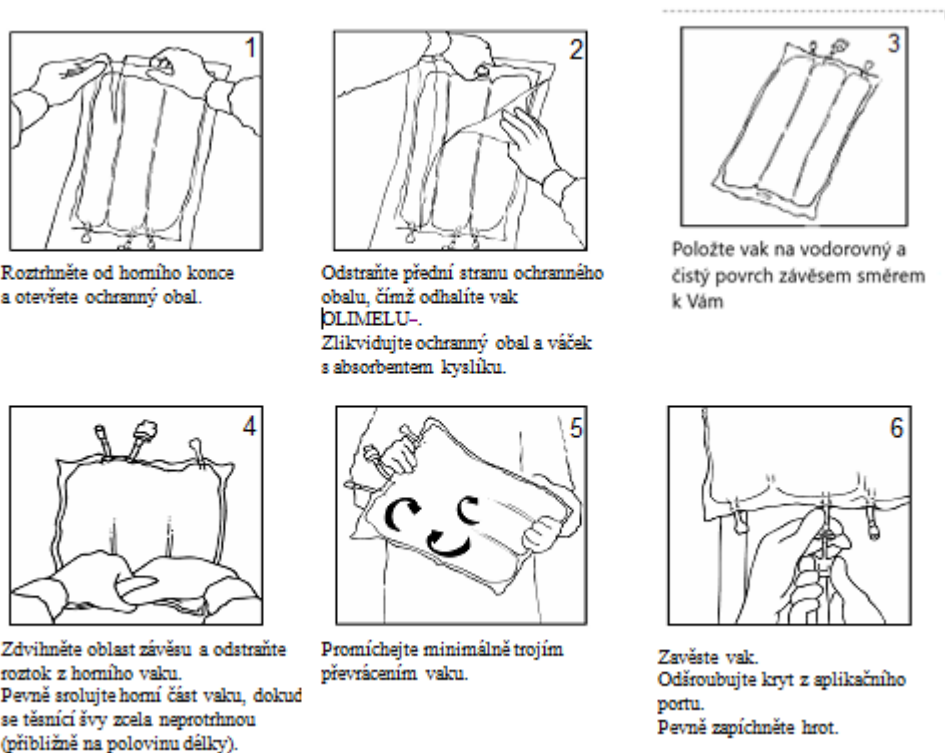 1
Roztrhněte od horního konce
a otevřete ochranný obal.
2
Odstraňte přední stranu ochranného
obalu, čímž odhalíte vak
OLIMELU-.
Zlikvidujte ochranný obal a váček
s absorbentem kyslíku.
3
Položte vak na vodorovný a
čistý povrch závěsem směrem
k Vám
4
Zdvihněte oblast závěsu a odstraňte
roztok z horního vaku.
Pevně srolujte horní část vaku, dokud
se těsnící švy zcela neprotrhnou
(přibližně na polovinu délky).
5
Promíchejte minimálně trojím
převrácením vaku.
6
Zavěste vak.
Odšroubujte kryt z aplikačního
portu.
Pevně zapíchněte hrot.